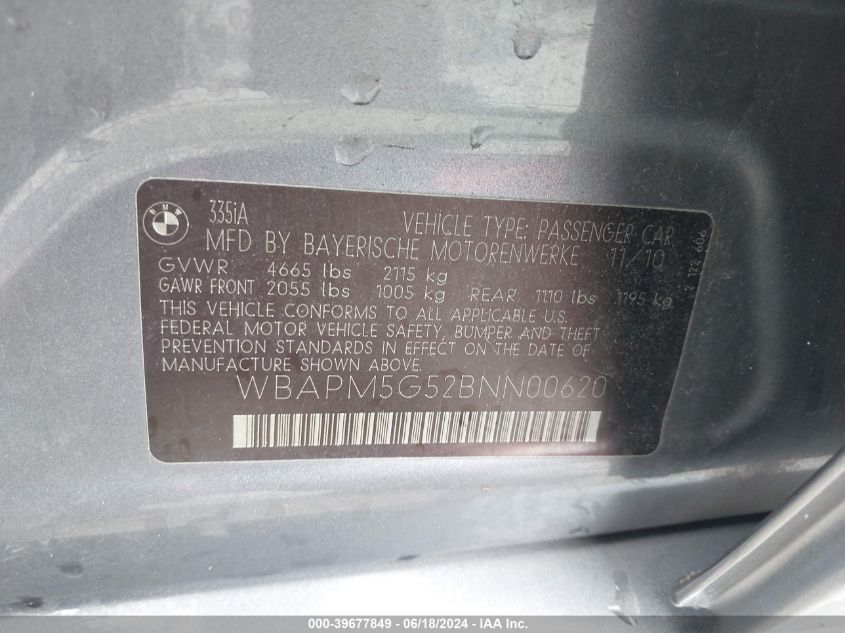 BMW
335iA
VEHICLE TYPE: PASSENGER CAR
MFD BY BAYERISCHE MOTORENWERKE 11/10
GVWR 4665 lbs 2115 kg
GAWR FRONT 2055 lbs 1005 kg REAR 1110 lbs 1195 kg
THIS VEHICLE CONFORMS TO ALL APPLICABLE U.S.
FEDERAL MOTOR VEHICLE SAFETY, BUMPER AND THEFT
PREVENTION STANDARDS IN EFFECT ON THE DATE OF
MANUFACTURE SHOWN ABOVE.
WBAPM5G52BNN00620
122 606
000-39677849 - 06/18/2024 - IAA Inc.